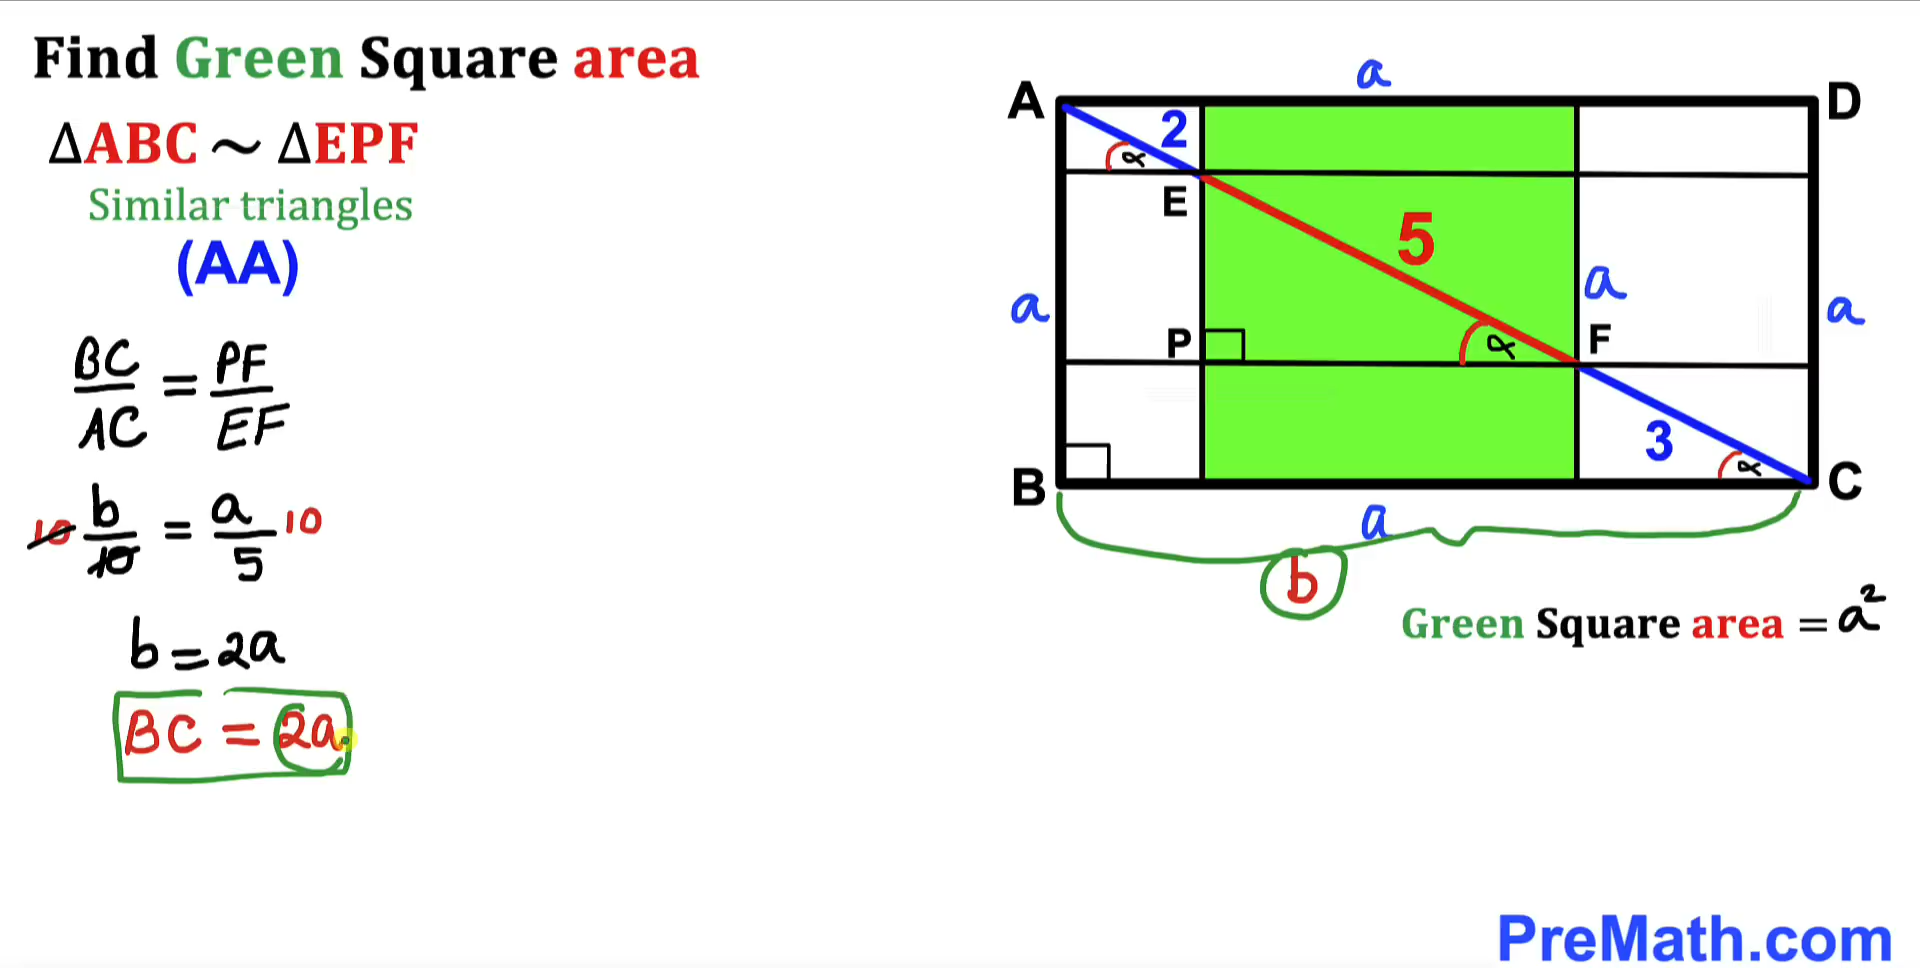 Find Green Square area
ΔABC ~ ΔEPF
Similar triangles
(AA)
BC/AC = PF/EF
10 b/10 = a/5 10
b = 2a
BC = 2a
a
A
D
2
α
E
5
a
a
a
P
α
F
3
α
B
C
a
b
Green Square area = a²
PreMath.com